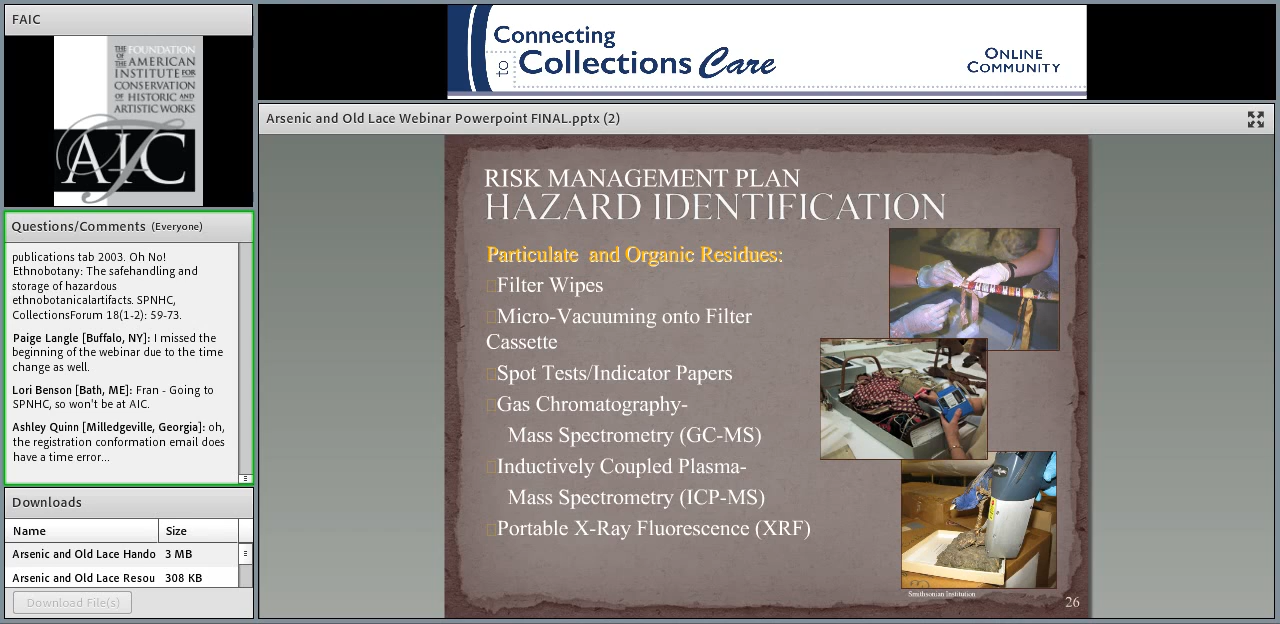 FAIC
THE FOUNDATION
OF THE AMERICAN
INSTITUTE FOR
CONSERVATION
OF HISTORIC AND
ARTISTIC WORKS
FAIC
Questions/Comments (Everyone)
publications tab 2003. Oh No!
Ethnobotany: The safehandling and
storage of hazardous
ethnobotanicalartifacts. SPNHC,
CollectionsForum 18(1-2): 59-73.
Paige Langle [Buffalo, NY]: I missed the
beginning of the webinar due to the time
change as well.
Lori Benson [Bath, ME]: Fran - Going to
SPNHC, so won't be at AIC.
Ashley Quinn [Milledgeville, Georgia]: oh,
the registration conformation email does
have a time error...
Downloads
Name Size
Arsenic and Old Lace Hando 3 MB
Arsenic and Old Lace Resou 308 KB
Download File(s)
Connecting
to Collections Care
ONLINE
COMMUNITY
Arsenic and Old Lace Webinar Powerpoint FINAL.pptx (2)
RISK MANAGEMENT PLAN
HAZARD IDENTIFICATION
Particulate and Organic Residues:
Filter Wipes
Micro-Vacuuming onto Filter
Cassette
Spot Tests/Indicator Papers
Gas Chromatography-
Mass Spectrometry (GC-MS)
Inductively Coupled Plasma-
Mass Spectrometry (ICP-MS)
Portable X-Ray Fluorescence (XRF)
Smithsonian Institution
26